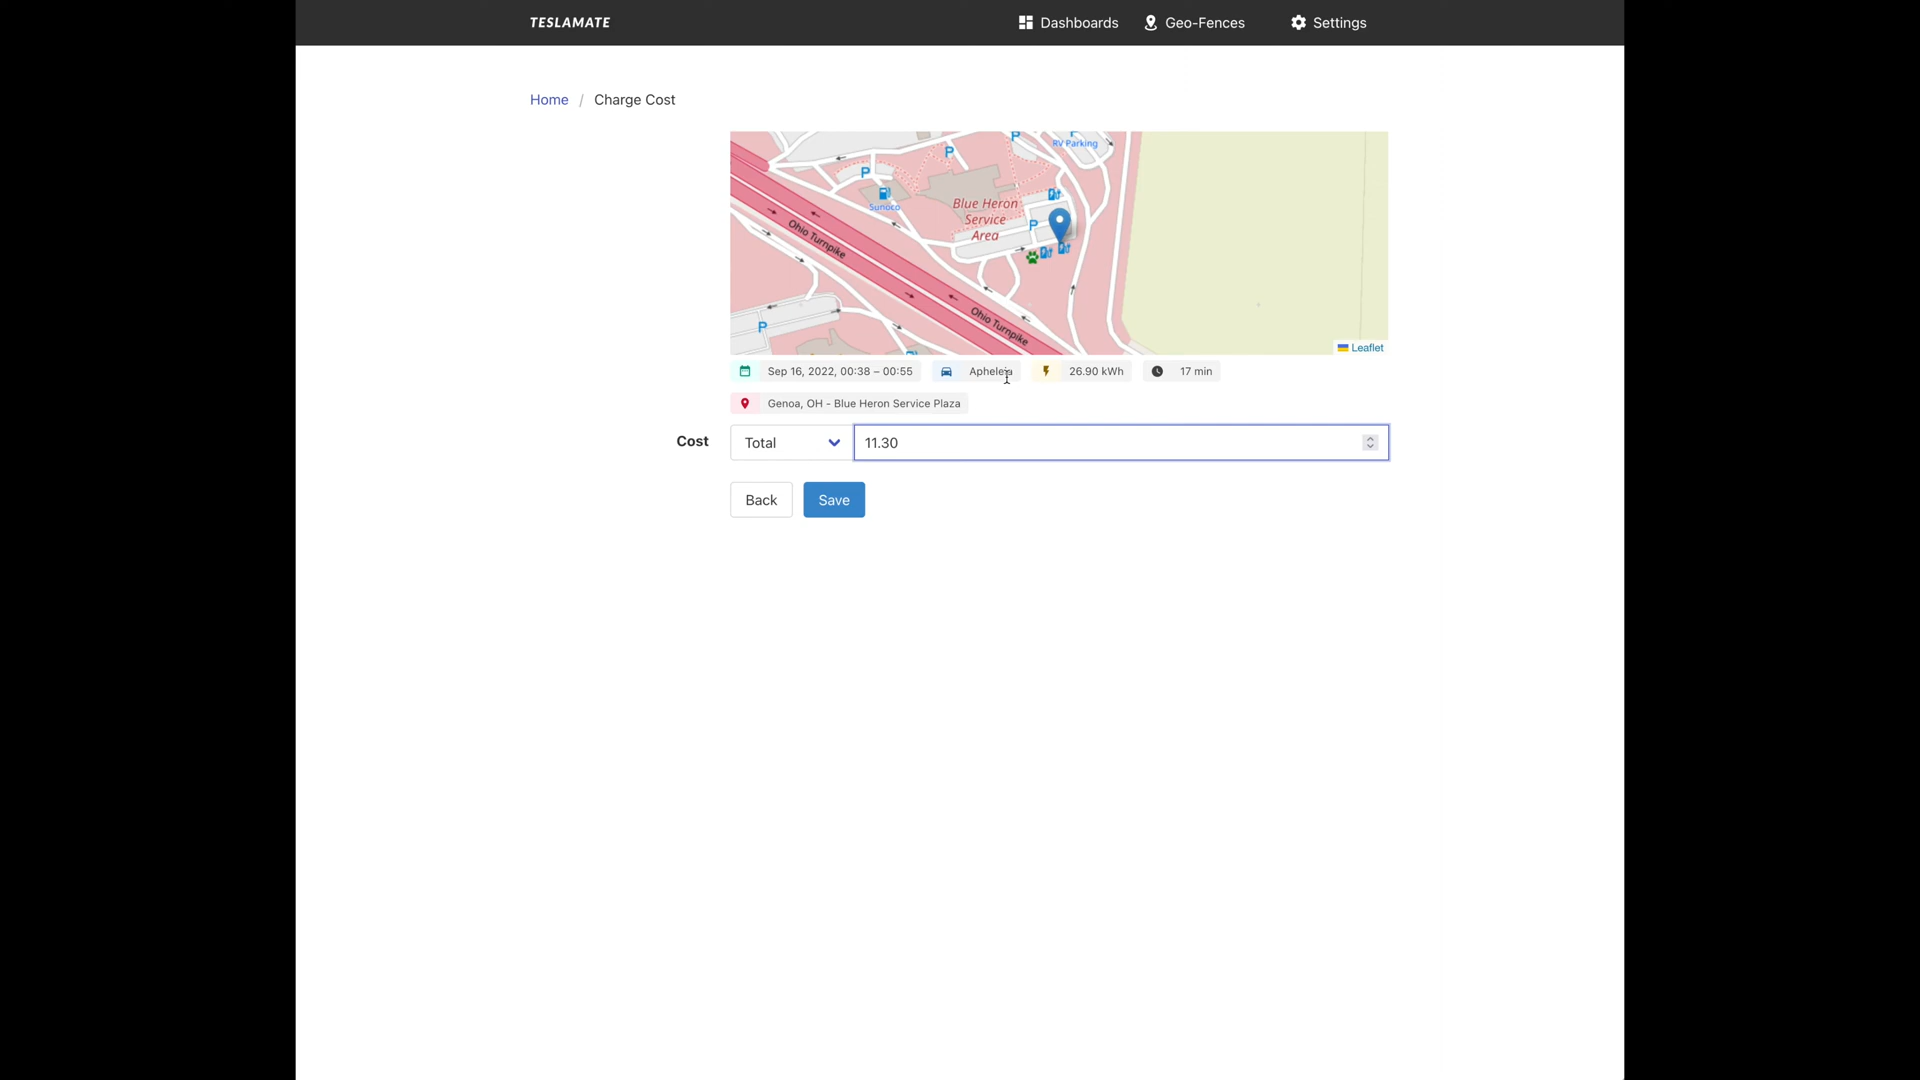 TESLAMATE
Dashboards
Geo-Fences
Settings
Home / Charge Cost
RV Parking
P
P
P
Sunoco
Blue Heron
Service
Area
P
Ohio Turnpike
Ohio Turnpike
P
Leaflet
Sep 16, 2022, 00:38 – 00:55
26.90 kWh
17 min
Genoa, OH - Blue Heron Service Plaza
Cost
Total
11.30
Back
Save